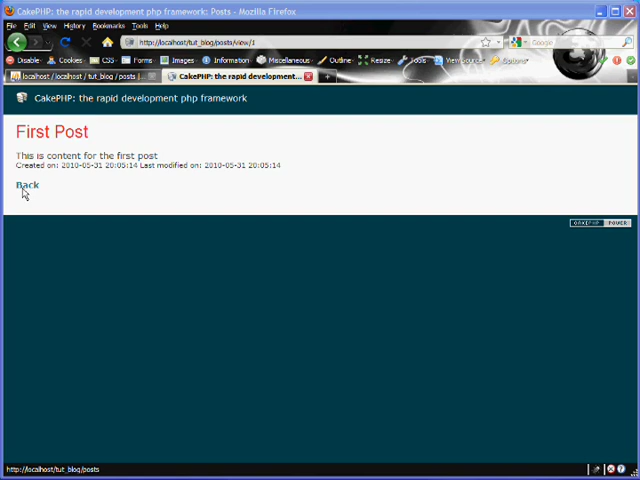 CakePHP: the rapid development php framework: Posts - Mozilla Firefox
File Edit View History Bookmarks Tools Help
http://localhost/tut_blog/posts/view/1 Google
Disable Cookies CSS Forms Images Information Miscellaneous Outline Resize Tools View Source Options
localhost / localhost / tut_blog / posts |... CakePHP: the rapid development...
CakePHP: the rapid development php framework
First Post
This is content for the first post
Created on: 2010-05-31 20:05:14 Last modified on: 2010-05-31 20:05:14
Back
CAKEPHP POWER
http://localhost/tut_blog/posts